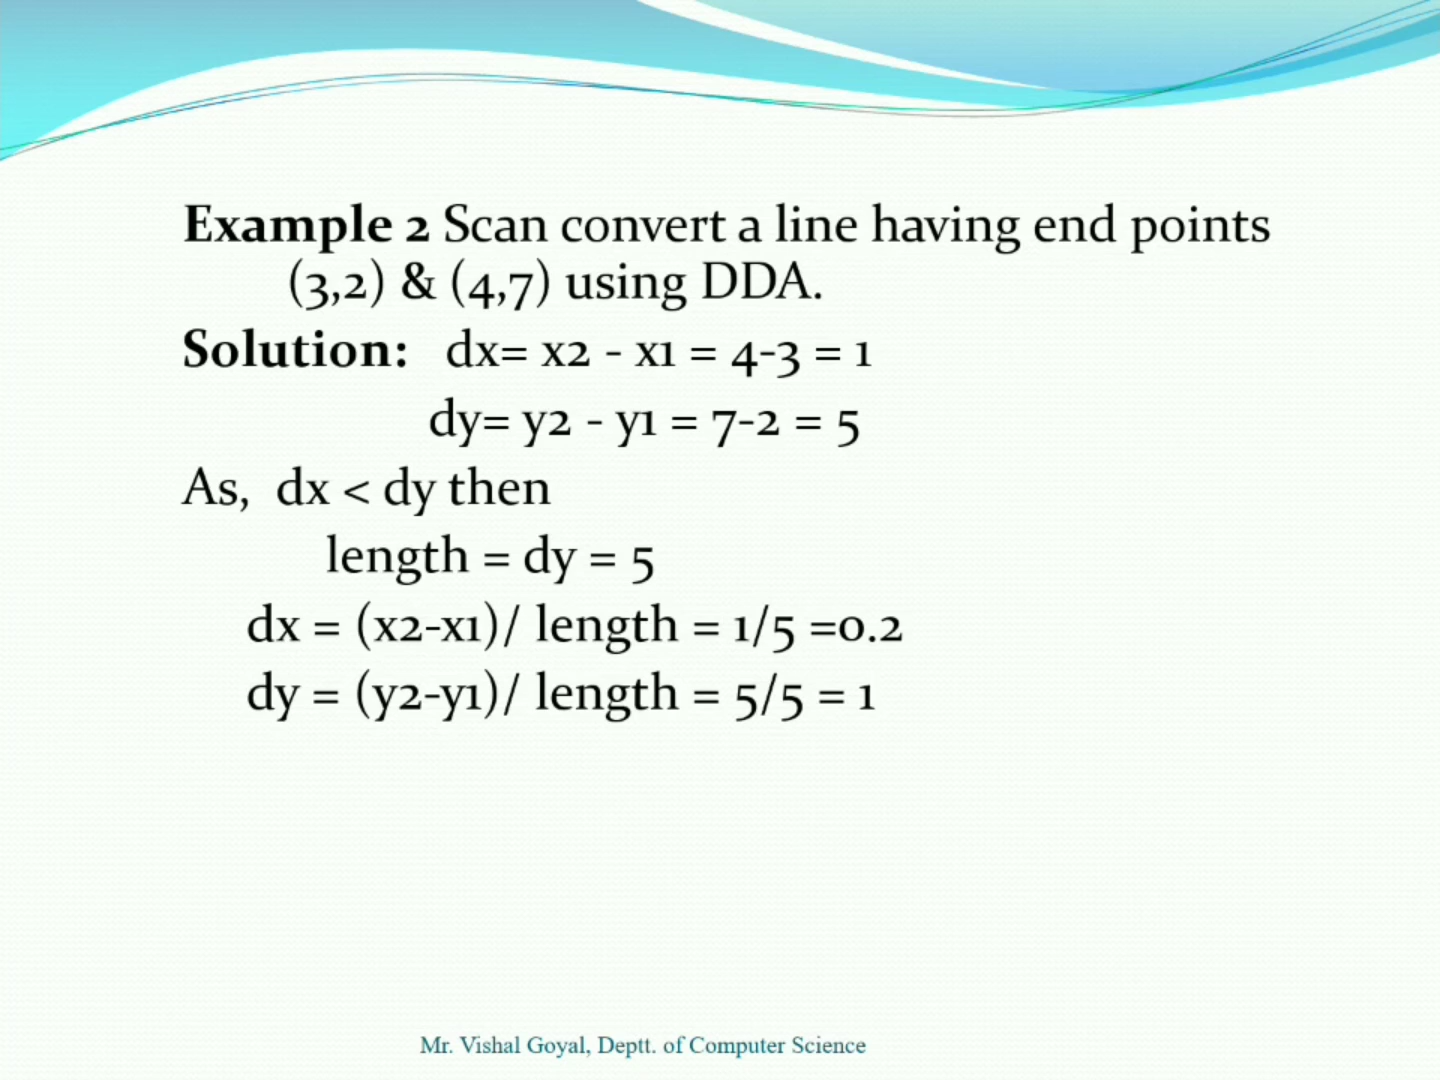 Example 2 Scan convert a line having end points
(3,2) & (4,7) using DDA.
Solution: dx= x2 - x1 = 4-3 = 1
dy= y2 - y1 = 7-2 = 5
As, dx < dy then
length = dy = 5
dx = (x2-x1)/ length = 1/5 =0.2
dy = (y2-y1)/ length = 5/5 = 1
Mr. Vishal Goyal, Deptt. of Computer Science